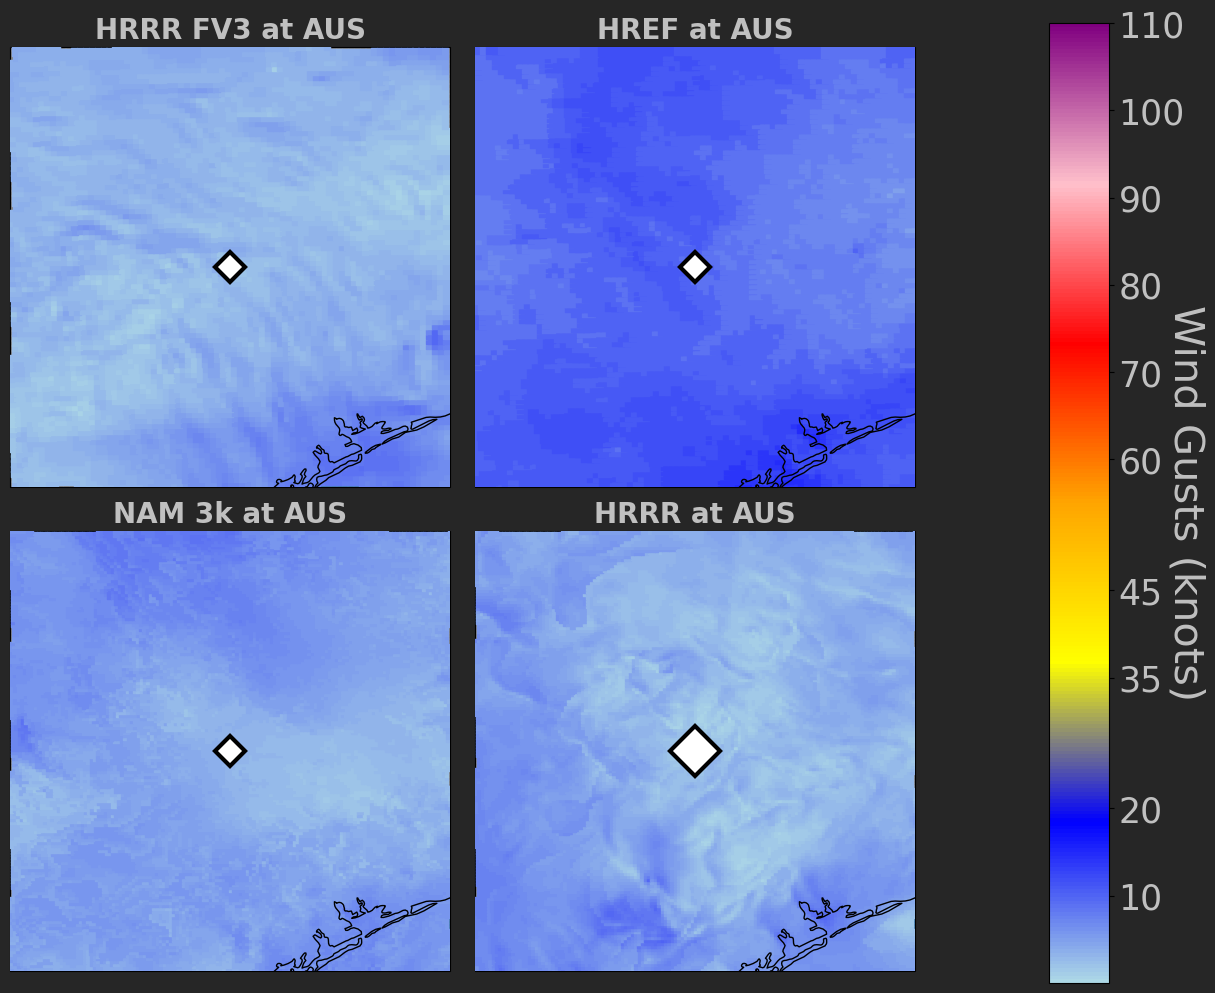 HRRR FV3 at AUS
HREF at AUS
NAM 3k at AUS
HRRR at AUS
110
100
90
80
70
60
45
35
20
10
Wind Gusts (knots)